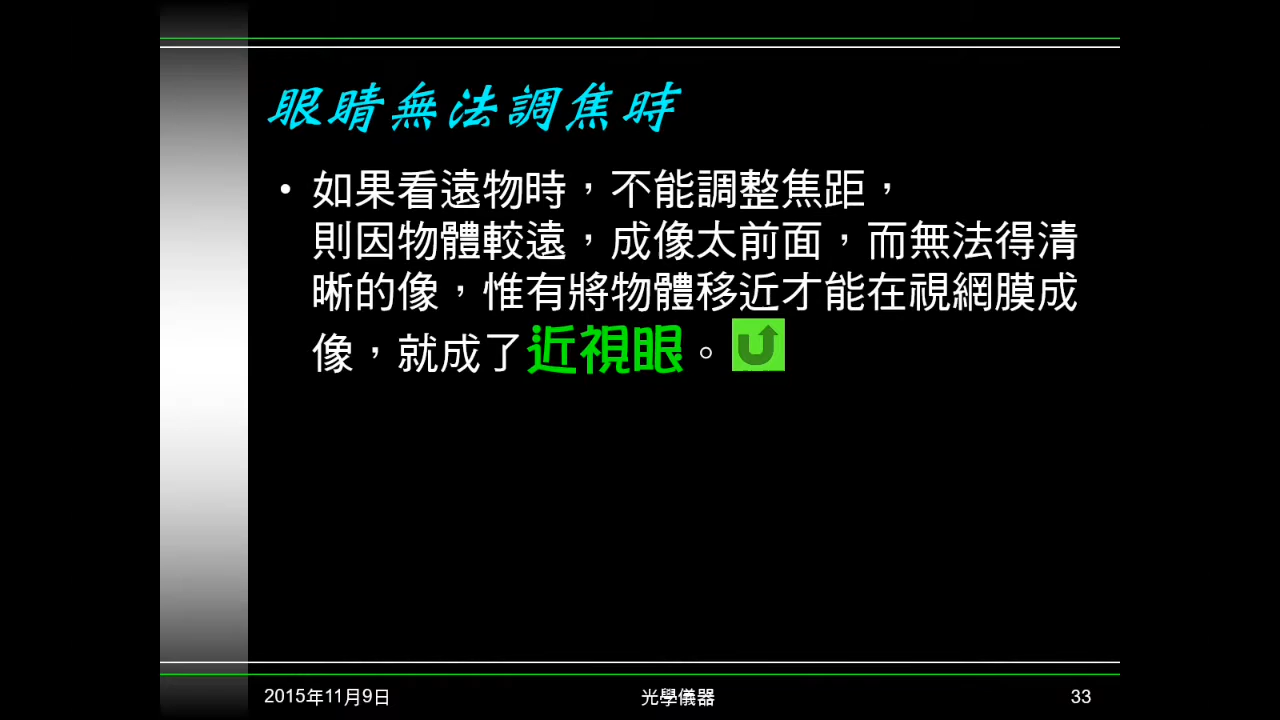 眼睛無法調焦時
• 如果看遠物時，不能調整焦距，
則因物體較遠，成像太前面，而無法得清
晰的像，惟有將物體移近才能在視網膜成
像，就成了近視眼。
2015年11月9日
光學儀器
33